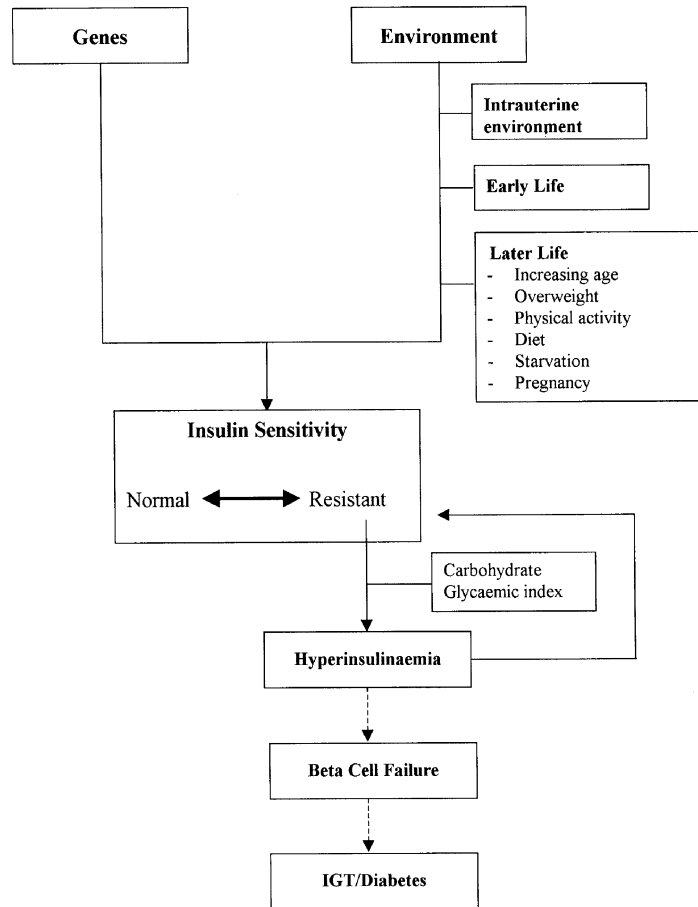 Genes
Environment
Intrauterine
environment
Early Life
Later Life
- Increasing age
- Overweight
- Physical activity
- Diet
- Starvation
- Pregnancy
Insulin Sensitivity
Normal
Resistant
Carbohydrate
Glycaemic index
Hyperinsulinaemia
Beta Cell Failure
IGT/Diabetes